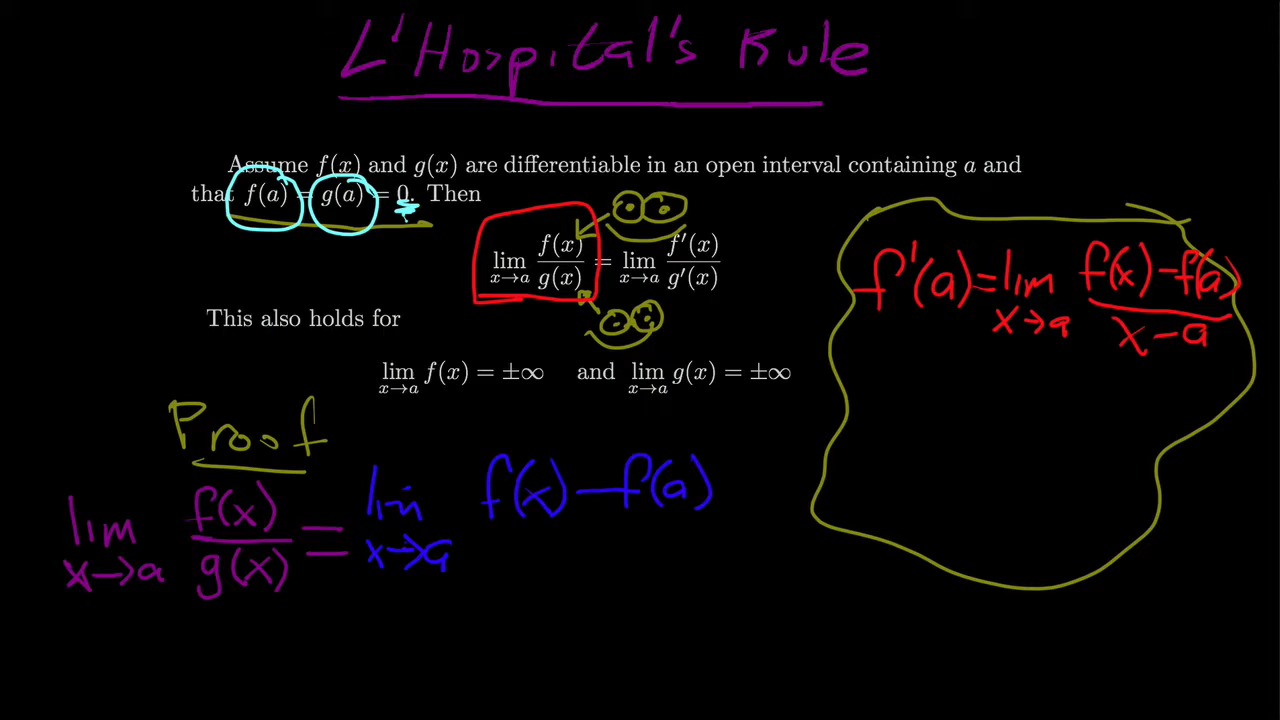 L'Hospital's Rule
Assume f(x) and g(x) are differentiable in an open interval containing a and
that f(a) = g(a) = 0. Then
lim x→a f(x)/g(x) = lim x→a f'(x)/g'(x)
f'(a) = lim x→a (f(x) − f(a))/(x − a)
This also holds for
lim x→a f(x) = ±∞ and lim x→a g(x) = ±∞
Proof
lim x→a f(x)/g(x) = lim x→a f(x) − f(a)